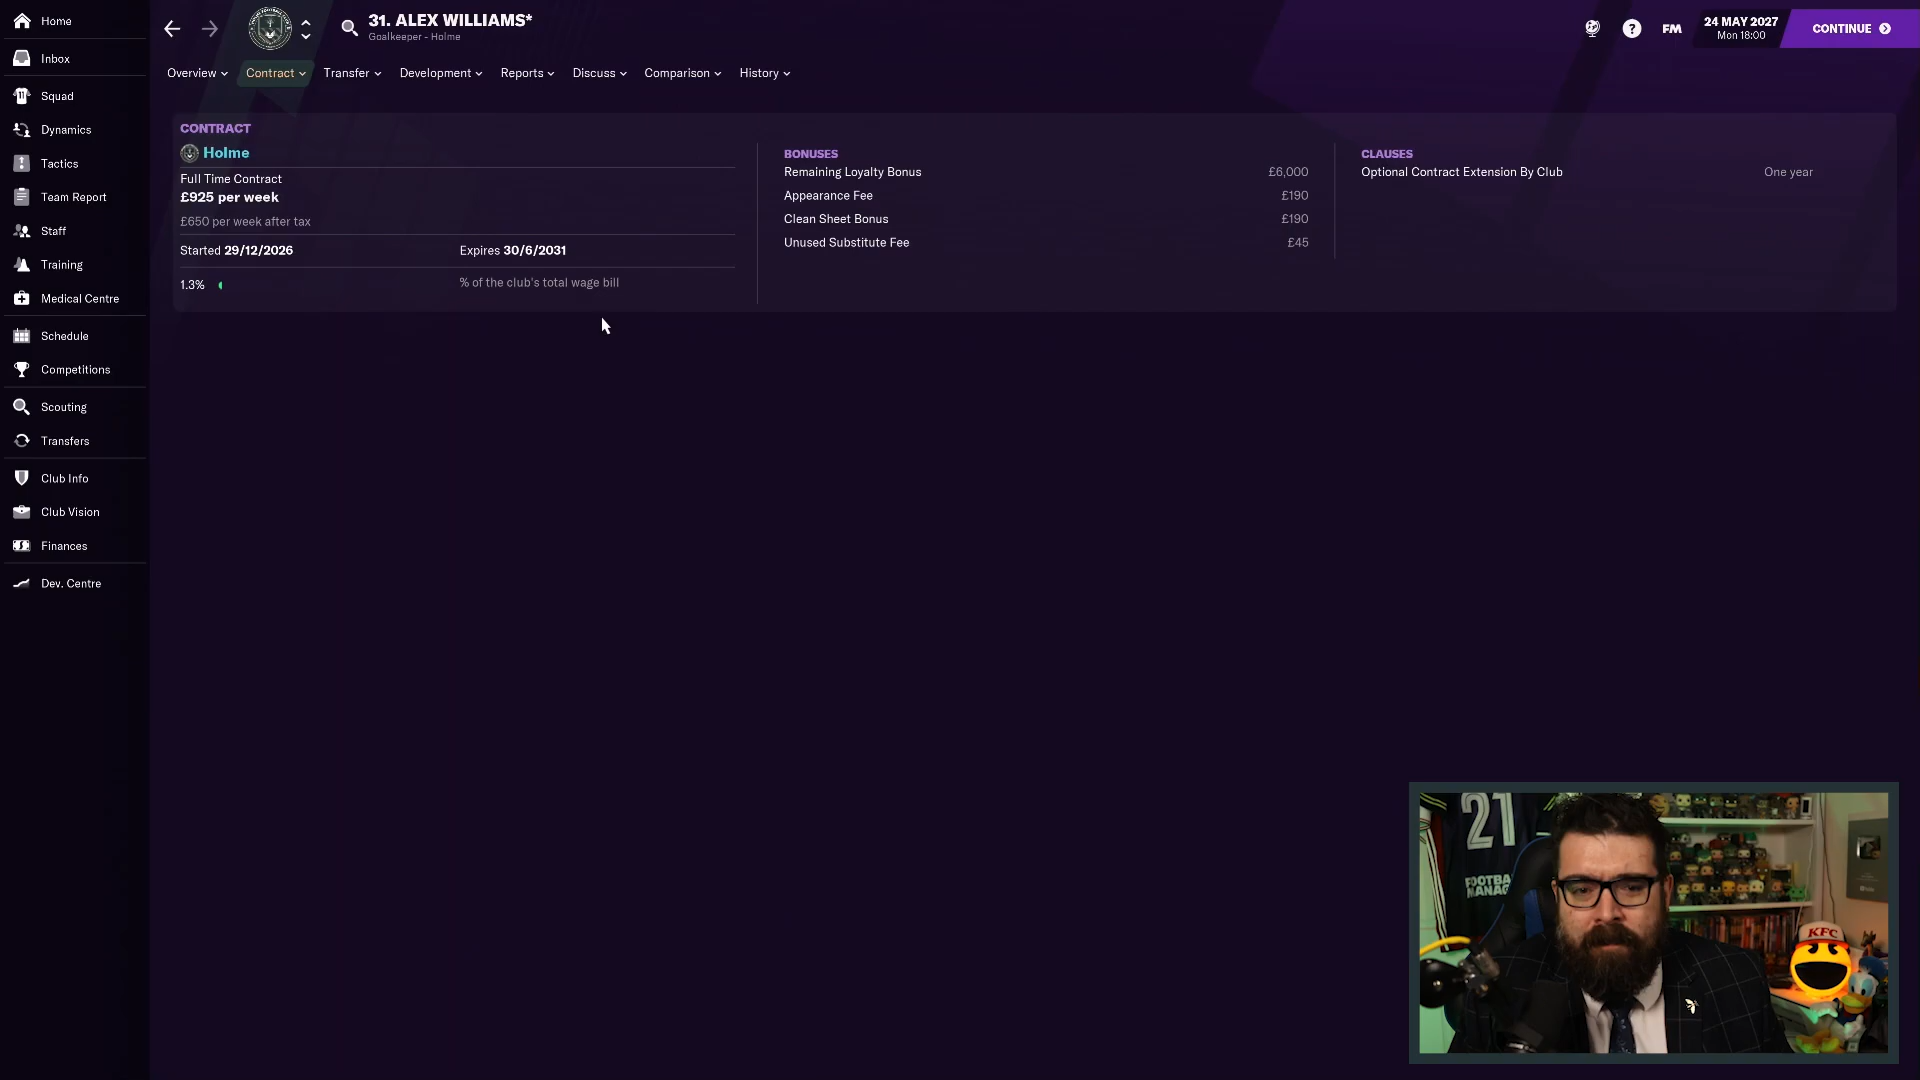 Home
Inbox
Squad
Dynamics
Tactics
Team Report
Staff
Training
Medical Centre
Schedule
Competitions
Scouting
Transfers
Club Info
Club Vision
Finances
Dev. Centre
31. ALEX WILLIAMS*
Goalkeeper - Holme
FM
24 MAY 2027
Mon 18:00
CONTINUE
Overview
Contract
Transfer
Development
Reports
Discuss
Comparison
History
CONTRACT
Holme
Full Time Contract
£925 per week
£650 per week after tax
Started 29/12/2026
Expires 30/6/2031
1.3%
% of the club's total wage bill
BONUSES
Remaining Loyalty Bonus £6,000
Appearance Fee £190
Clean Sheet Bonus £190
Unused Substitute Fee £45
CLAUSES
Optional Contract Extension By Club One year
21
KFC